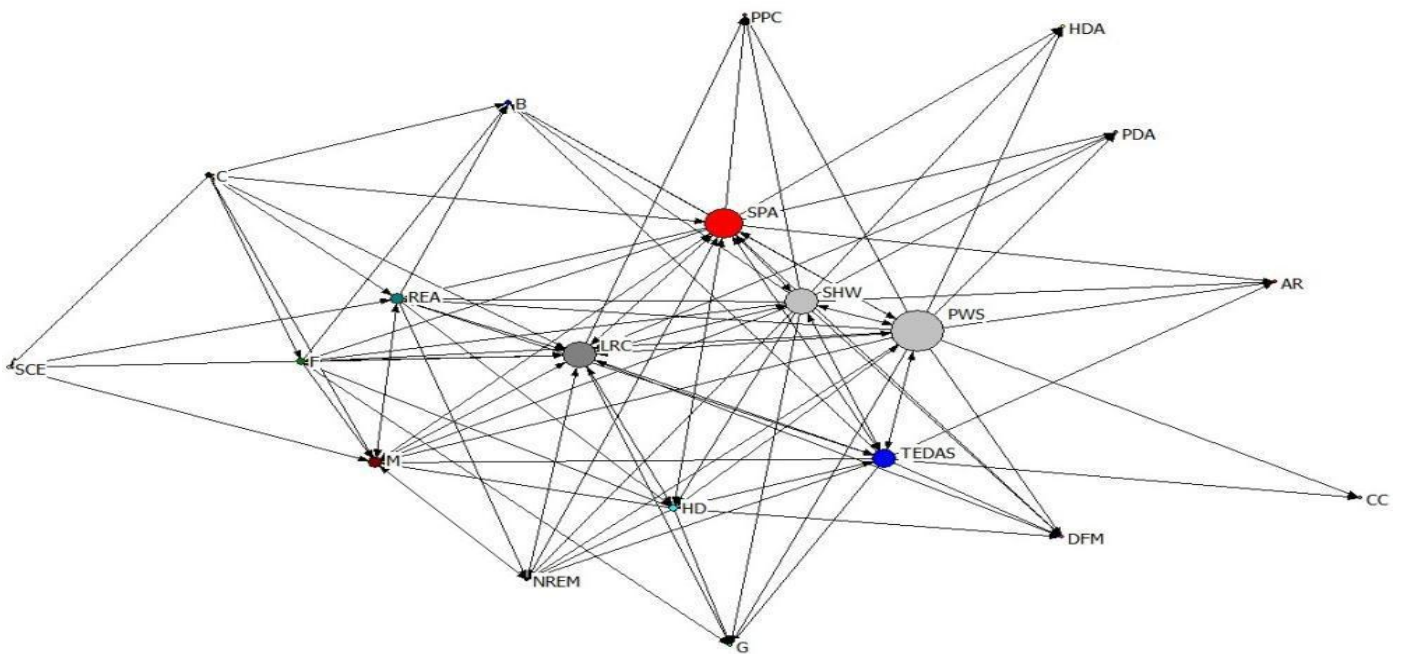 PPC
HDA
B
PDA
C
SPA
AR
SHW
REA
PWS
LRC
F
SCE
TEDAS
M
CC
HD
DFM
NREM
G